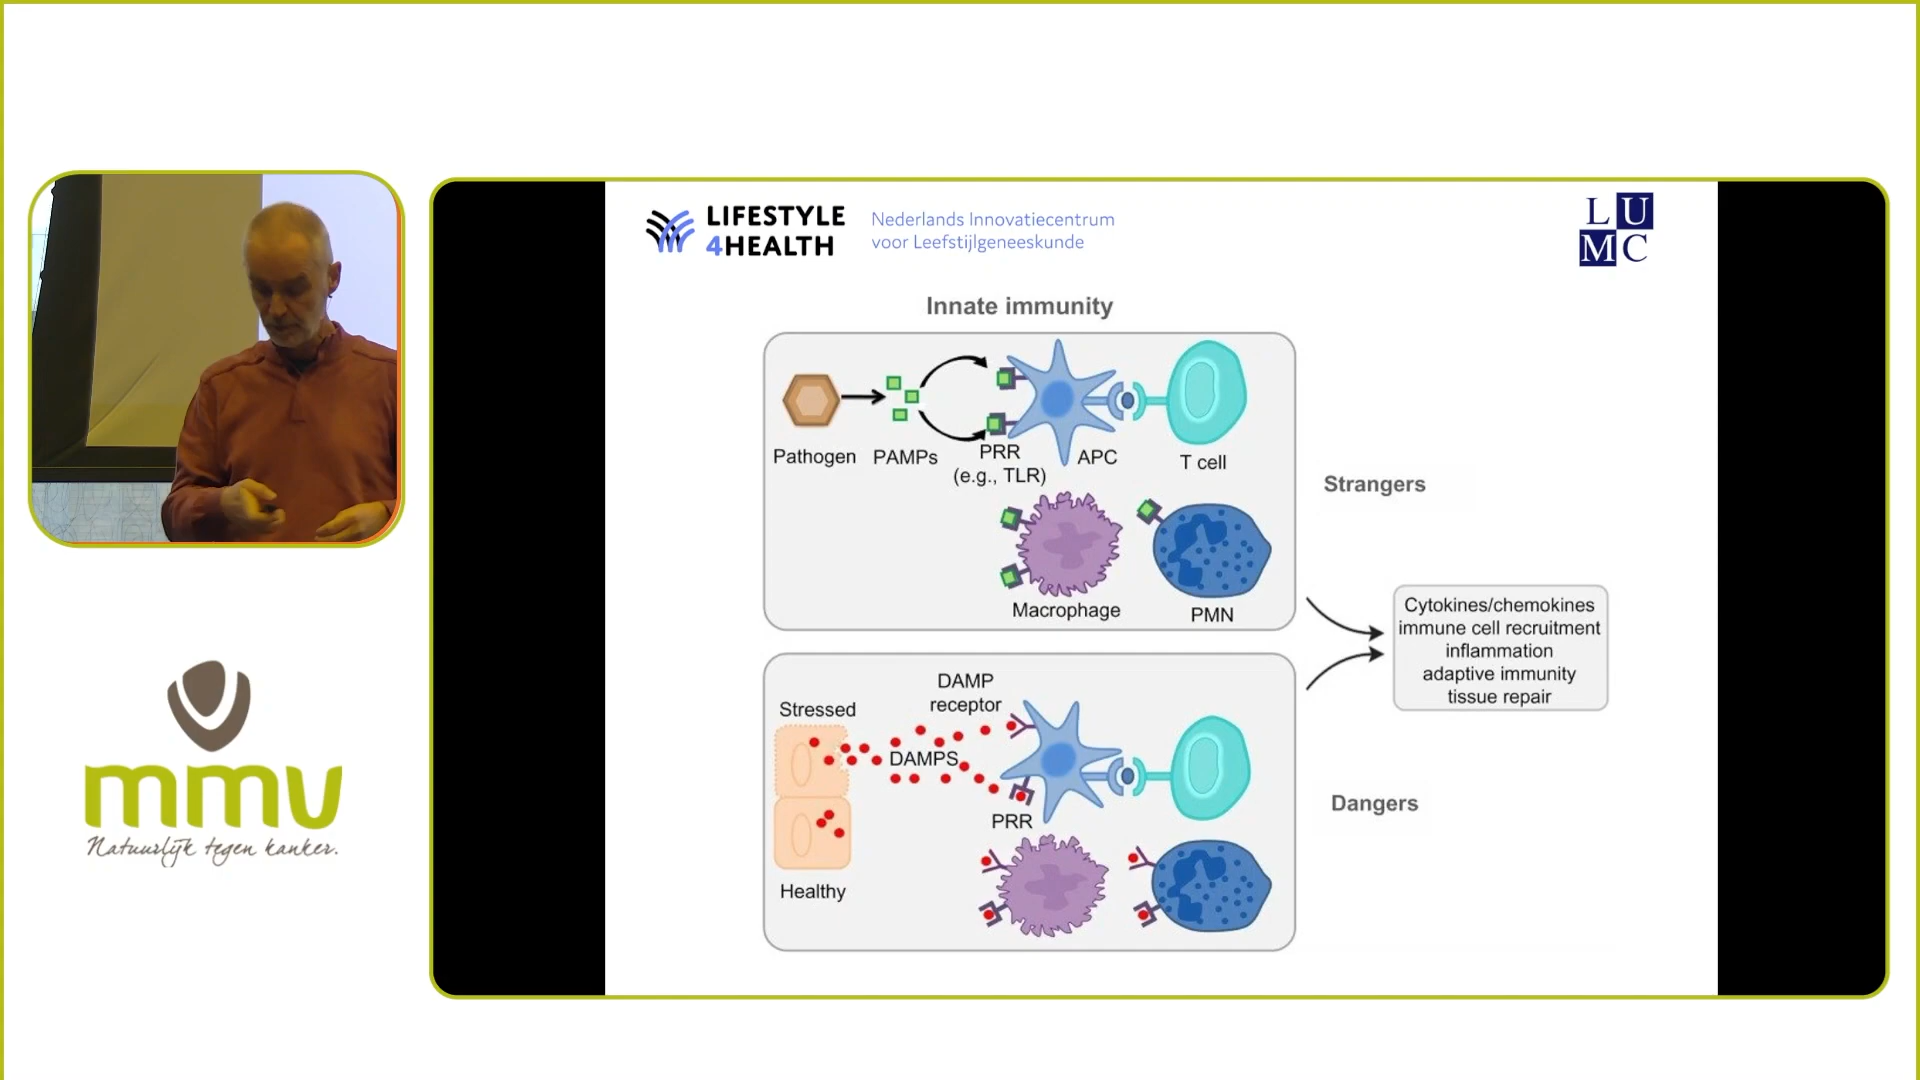 LIFESTYLE
4HEALTH
Nederlands Innovatiecentrum
voor Leefstijlgeneeskunde
L U
M C
Innate immunity
Pathogen
PAMPs
PRR
(e.g., TLR)
APC
T cell
Macrophage
PMN
Strangers
Cytokines/chemokines
immune cell recruitment
inflammation
adaptive immunity
tissue repair
Stressed
DAMP
receptor
DAMPS
PRR
Healthy
Dangers
mmv
Natuurlijk tegen kanker.